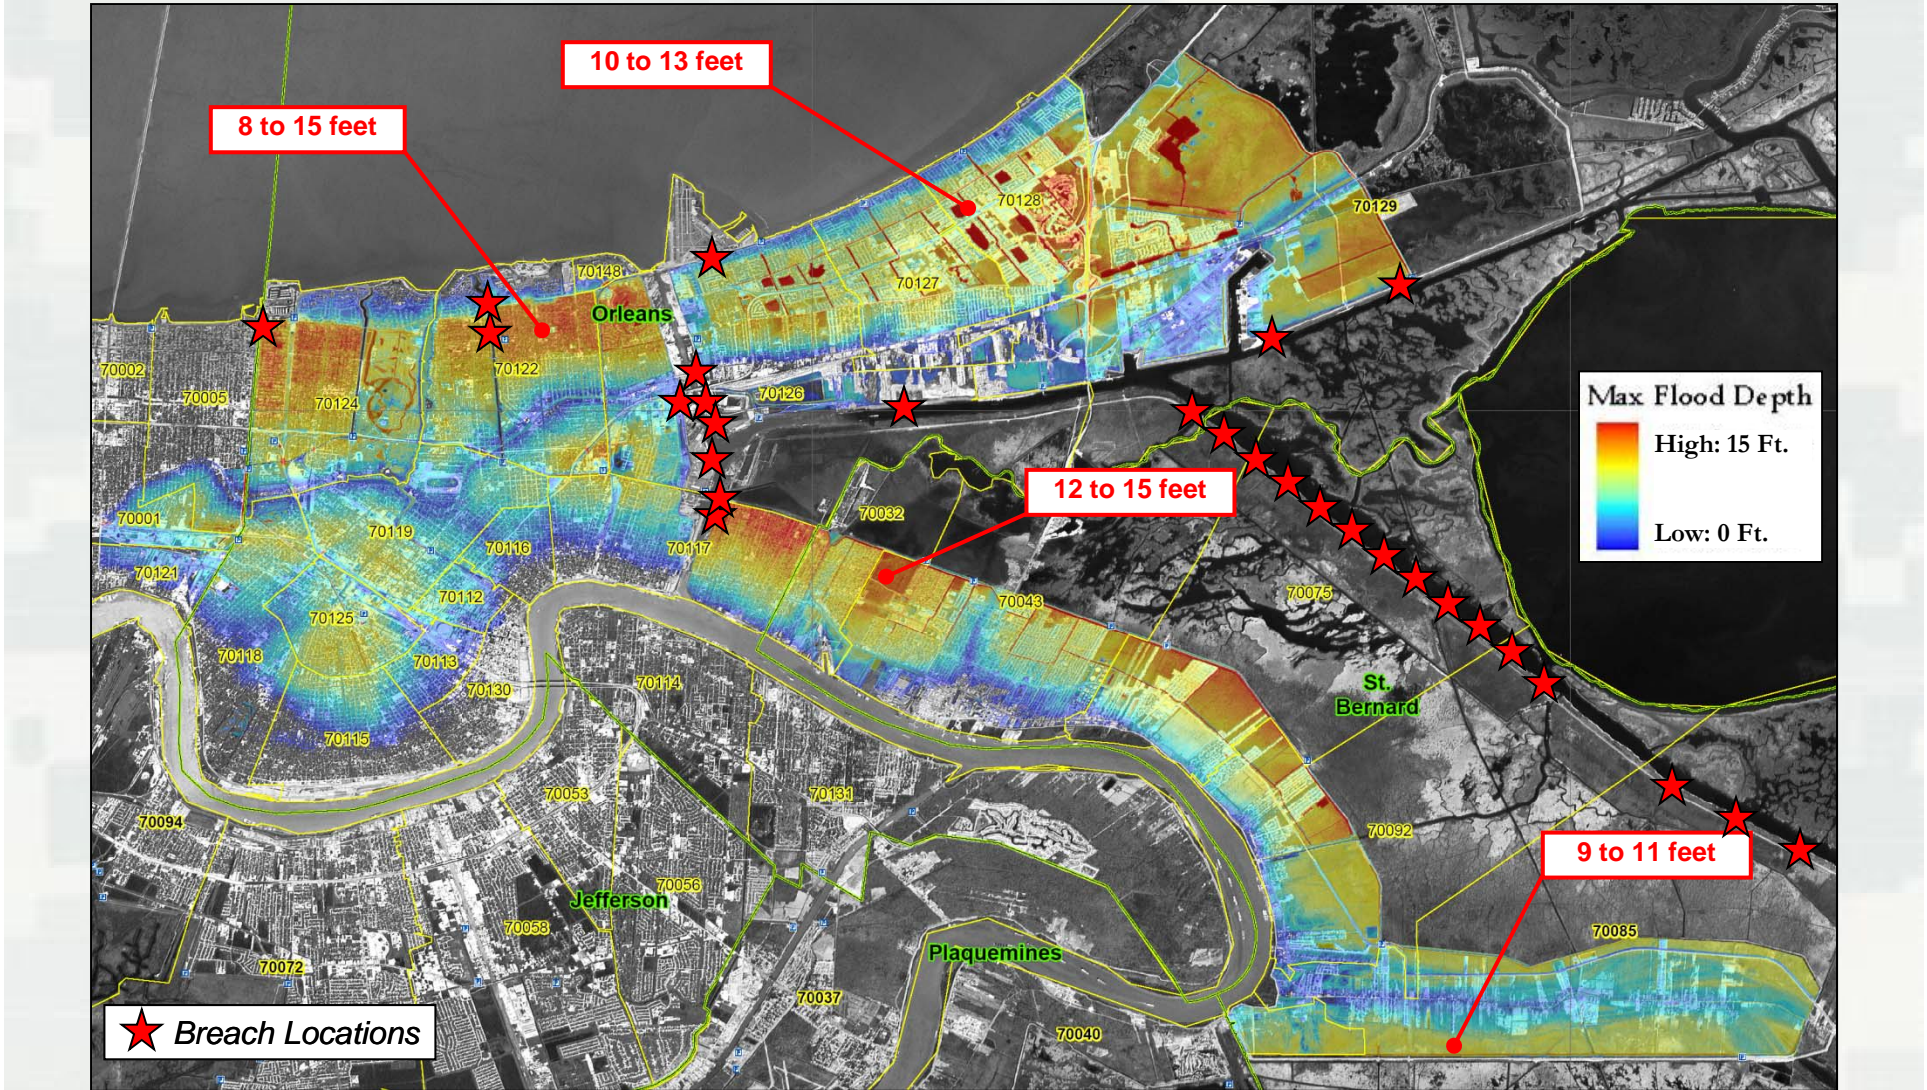 10 to 13 feet
8 to 15 feet
70128
70129
70148
70127
Orleans
70002
70122
70005
70124
70126
Max Flood Depth
High: 15 Ft.
Low: 0 Ft.
12 to 15 feet
70001
70119
70032
70116
70117
70121
70112
70043
70075
70125
70118
70113
70130
70114
St.
Bernard
70115
70053
70131
70094
70092
9 to 11 feet
70056
Jefferson
70058
70085
Plaquemines
70072
70037
70040
Breach Locations